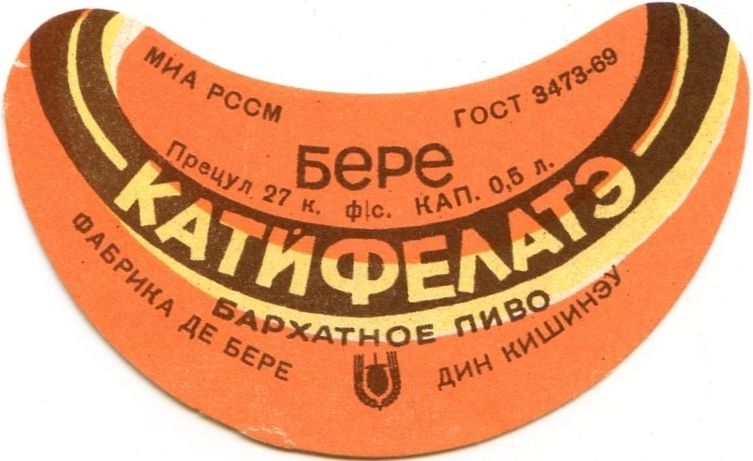 МИА РССМ
ГОСТ 3473-69
Бере
Прецул 27 к. ф|с. КАП. 0,5 л.
КАТИФЕЛАТЭ
БАРХАТНОЕ ПИВО
ФАБРИКА ДЕ БЕРЕ
ДИН КИШИНЭУ